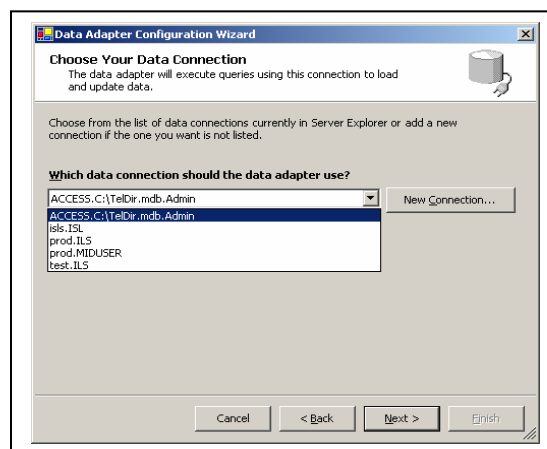 Data Adapter Configuration Wizard
Choose Your Data Connection
The data adapter will execute queries using this connection to load
and update data.
Choose from the list of data connections currently in Server Explorer or add a new
connection if the one you want is not listed.
Which data connection should the data adapter use?
ACCESS.C:\TelDir.mdb.Admin
New Connection...
ACCESS.C:\TelDir.mdb.Admin
isls.ISL
prod.ILS
prod.MIDUSER
test.ILS
Cancel
< Back
Next >
Finish